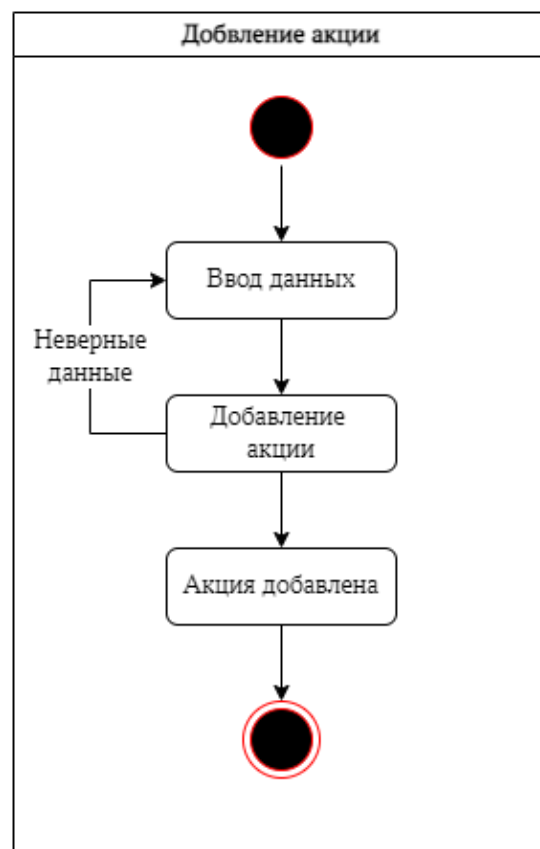 Добвление акции
Ввод данных
Неверные
данные
Добавление
акции
Акция добавлена